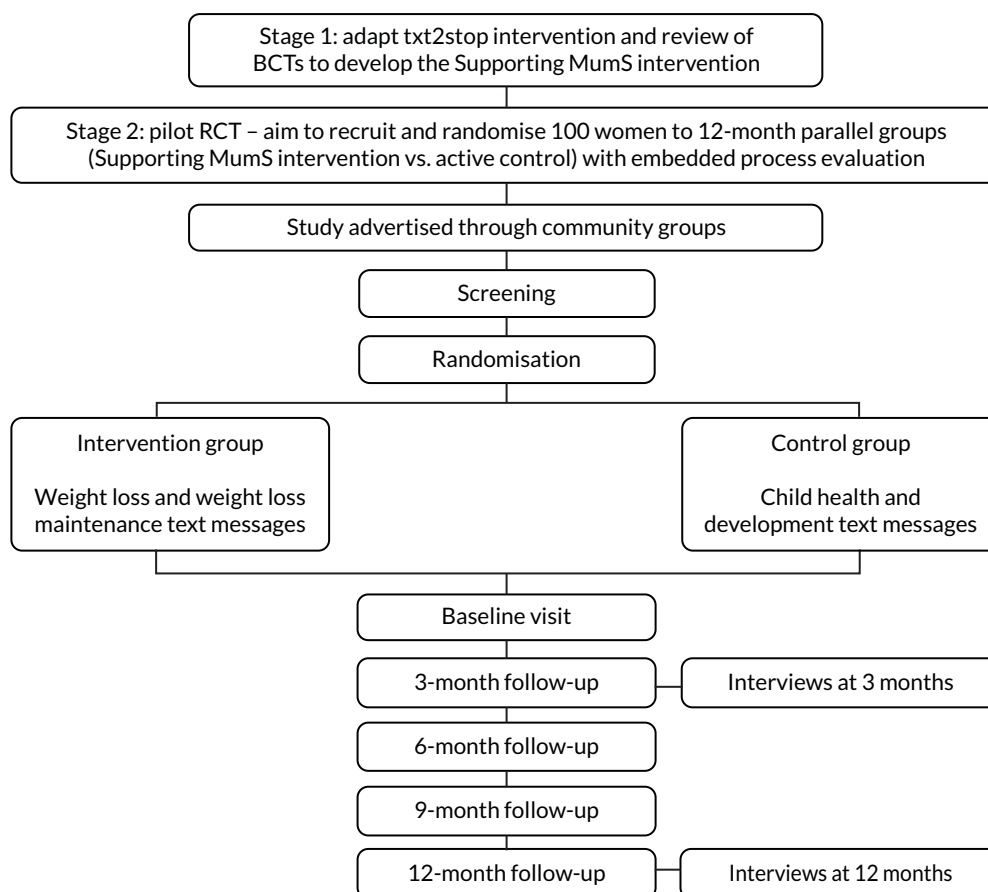 Stage 1: adapt txt2stop intervention and review of
BCTs to develop the Supporting MumS intervention
Stage 2: pilot RCT – aim to recruit and randomise 100 women to 12-month parallel groups
(Supporting MumS intervention vs. active control) with embedded process evaluation
Study advertised through community groups
Screening
Randomisation
Intervention group
Weight loss and weight loss
maintenance text messages
Control group
Child health and
development text messages
Baseline visit
3-month follow-up
Interviews at 3 months
6-month follow-up
9-month follow-up
12-month follow-up
Interviews at 12 months